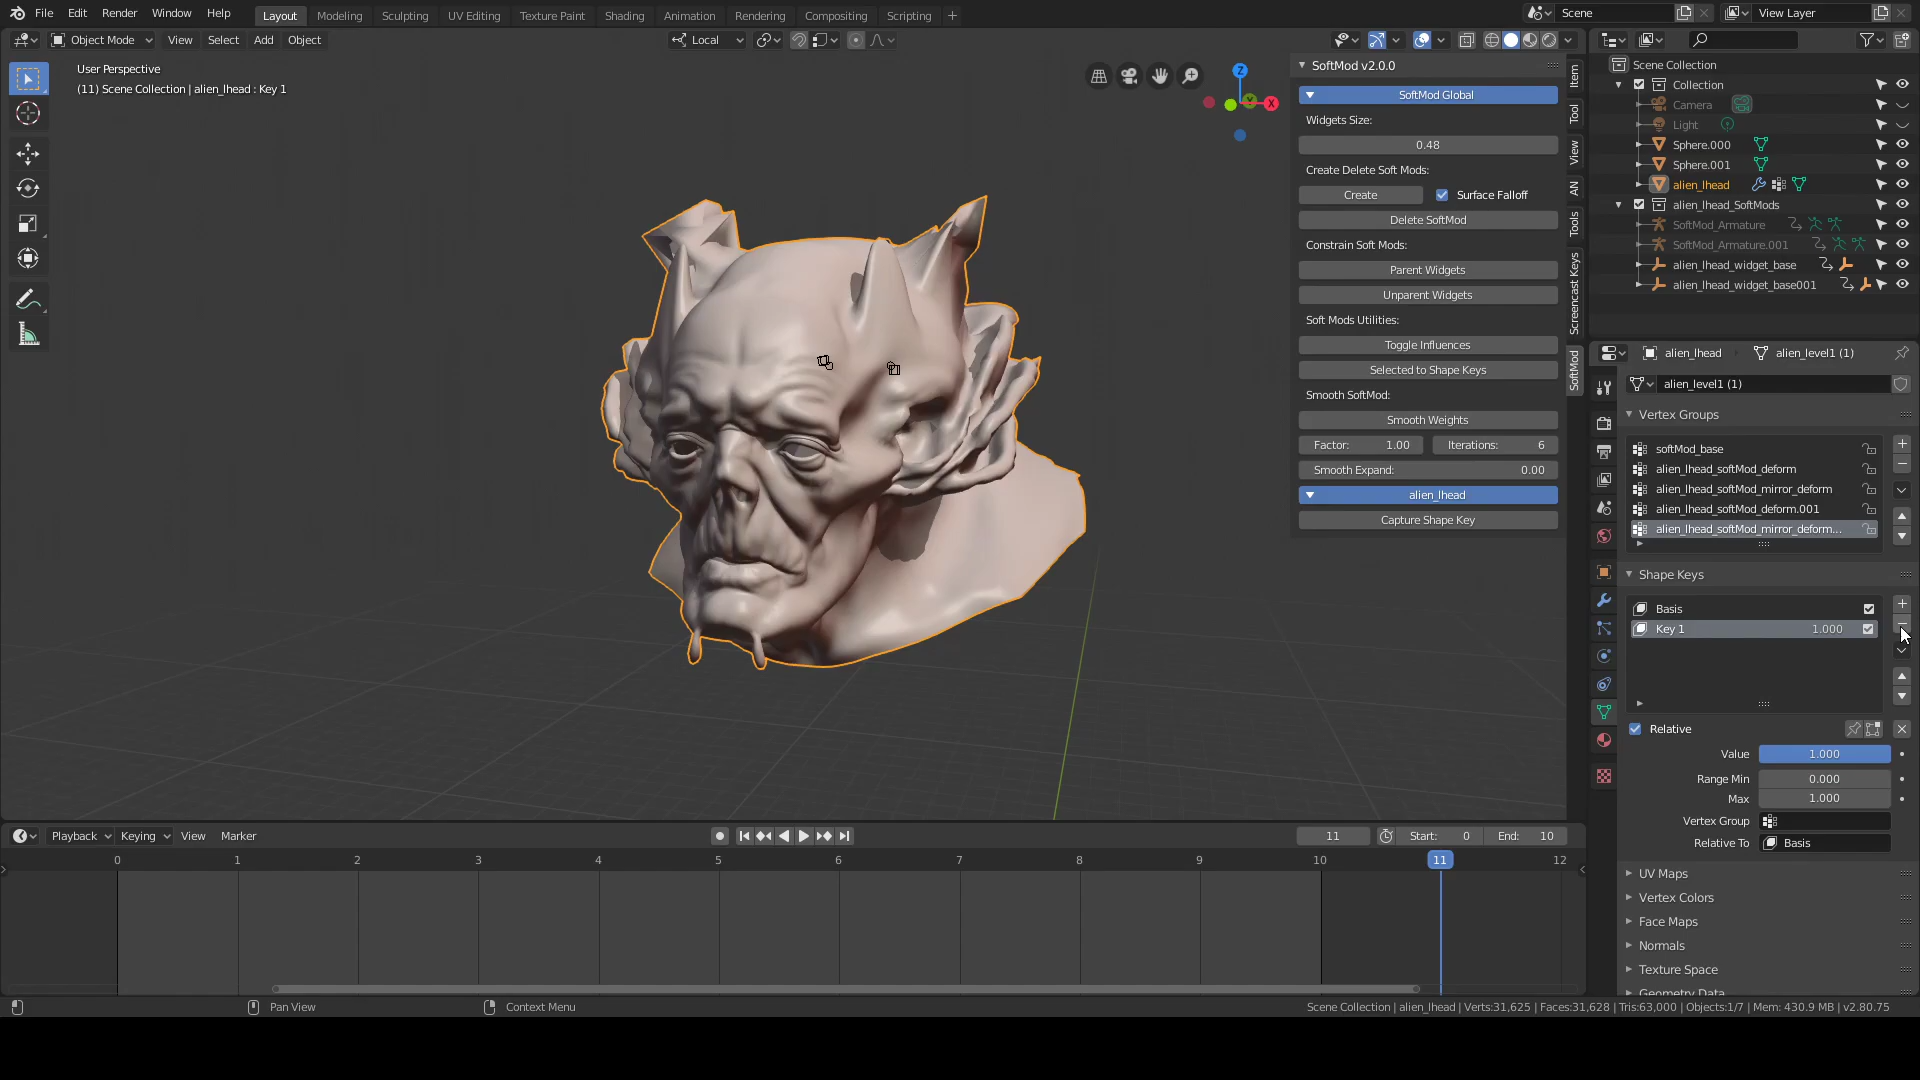 File Edit Render Window Help Layout Modeling Sculpting UV Editing Texture Paint Shading Animation Rendering Compositing Scripting + Scene View Layer
Object Mode View Select Add Object Local
User Perspective
(11) Scene Collection | alien_lhead : Key 1
Z
Y
X
SoftMod v2.0.0
SoftMod Global
Widgets Size:
0.48
Create Delete Soft Mods:
Create Surface Falloff
Delete SoftMod
Constrain Soft Mods:
Parent Widgets
Unparent Widgets
Soft Mods Utilities:
Toggle Influences
Selected to Shape Keys
Smooth SoftMod:
Smooth Weights
Factor: 1.00 Iterations: 6
Smooth Expand: 0.00
alien_lhead
Capture Shape Key
Item
Tool
View
AN
Tools
Screencast Keys
SoftMod
Scene Collection
Collection
Camera
Light
Sphere.000
Sphere.001
alien_lhead
alien_lhead_SoftMods
SoftMod_Armature
SoftMod_Armature.001
alien_lhead_widget_base
alien_lhead_widget_base001
alien_lhead alien_level1 (1)
alien_level1 (1)
Vertex Groups
softMod_base
alien_lhead_softMod_deform
alien_lhead_softMod_mirror_deform
alien_lhead_softMod_deform.001
alien_lhead_softMod_mirror_deform...
Shape Keys
Basis
Key 1 1.000
Relative
Value 1.000
Range Min 0.000
Max 1.000
Vertex Group
Relative To Basis
UV Maps
Vertex Colors
Face Maps
Normals
Texture Space
Geometry Data
Playback Keying View Marker 11 Start: 0 End: 10
0 1 2 3 4 5 6 7 8 9 10 11 12
Pan View Context Menu Scene Collection | alien_lhead | Verts:31,625 | Faces:31,628 | Tris:63,000 | Objects:1/7 | Mem: 430.9 MB | v2.80.75